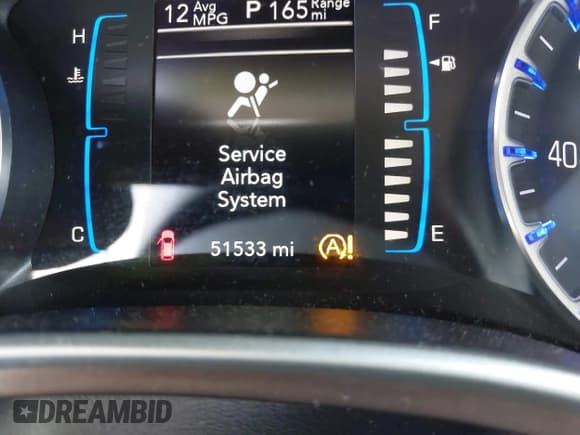 12 Avg MPG P 165 Range mi
H
F
Service
Airbag
System
40
C
51533 mi
A!
E
DREAMBID